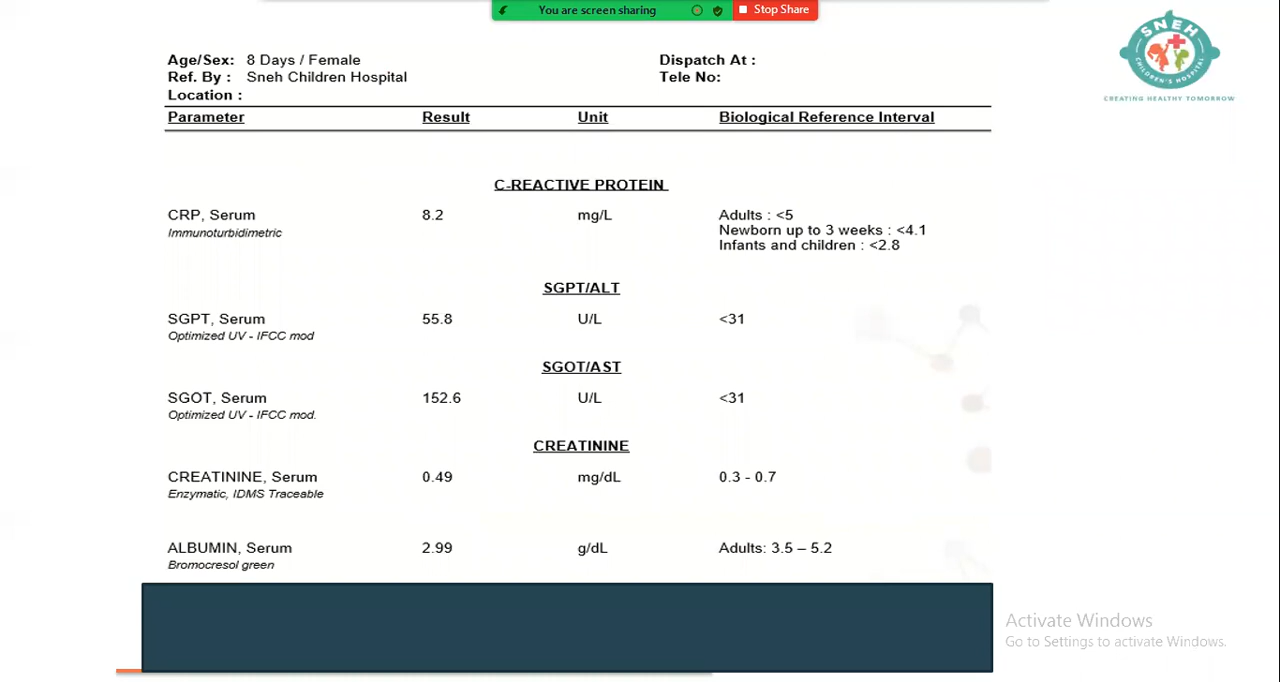 You are screen sharing
Stop Share
SNEH
CHILDREN'S HOSPITAL
CREATING HEALTHY TOMORROW
Age/Sex: 8 Days / Female Dispatch At :
Ref. By : Sneh Children Hospital Tele No:
Location :
Parameter Result Unit Biological Reference Interval
C-REACTIVE PROTEIN
CRP, Serum 8.2 mg/L Adults : <5
Immunoturbidimetric Newborn up to 3 weeks : <4.1
Infants and children : <2.8
SGPT/ALT
SGPT, Serum 55.8 U/L <31
Optimized UV - IFCC mod
SGOT/AST
SGOT, Serum 152.6 U/L <31
Optimized UV - IFCC mod.
CREATININE
CREATININE, Serum 0.49 mg/dL 0.3 - 0.7
Enzymatic, IDMS Traceable
ALBUMIN, Serum 2.99 g/dL Adults: 3.5 – 5.2
Bromocresol green
Activate Windows
Go to Settings to activate Windows.